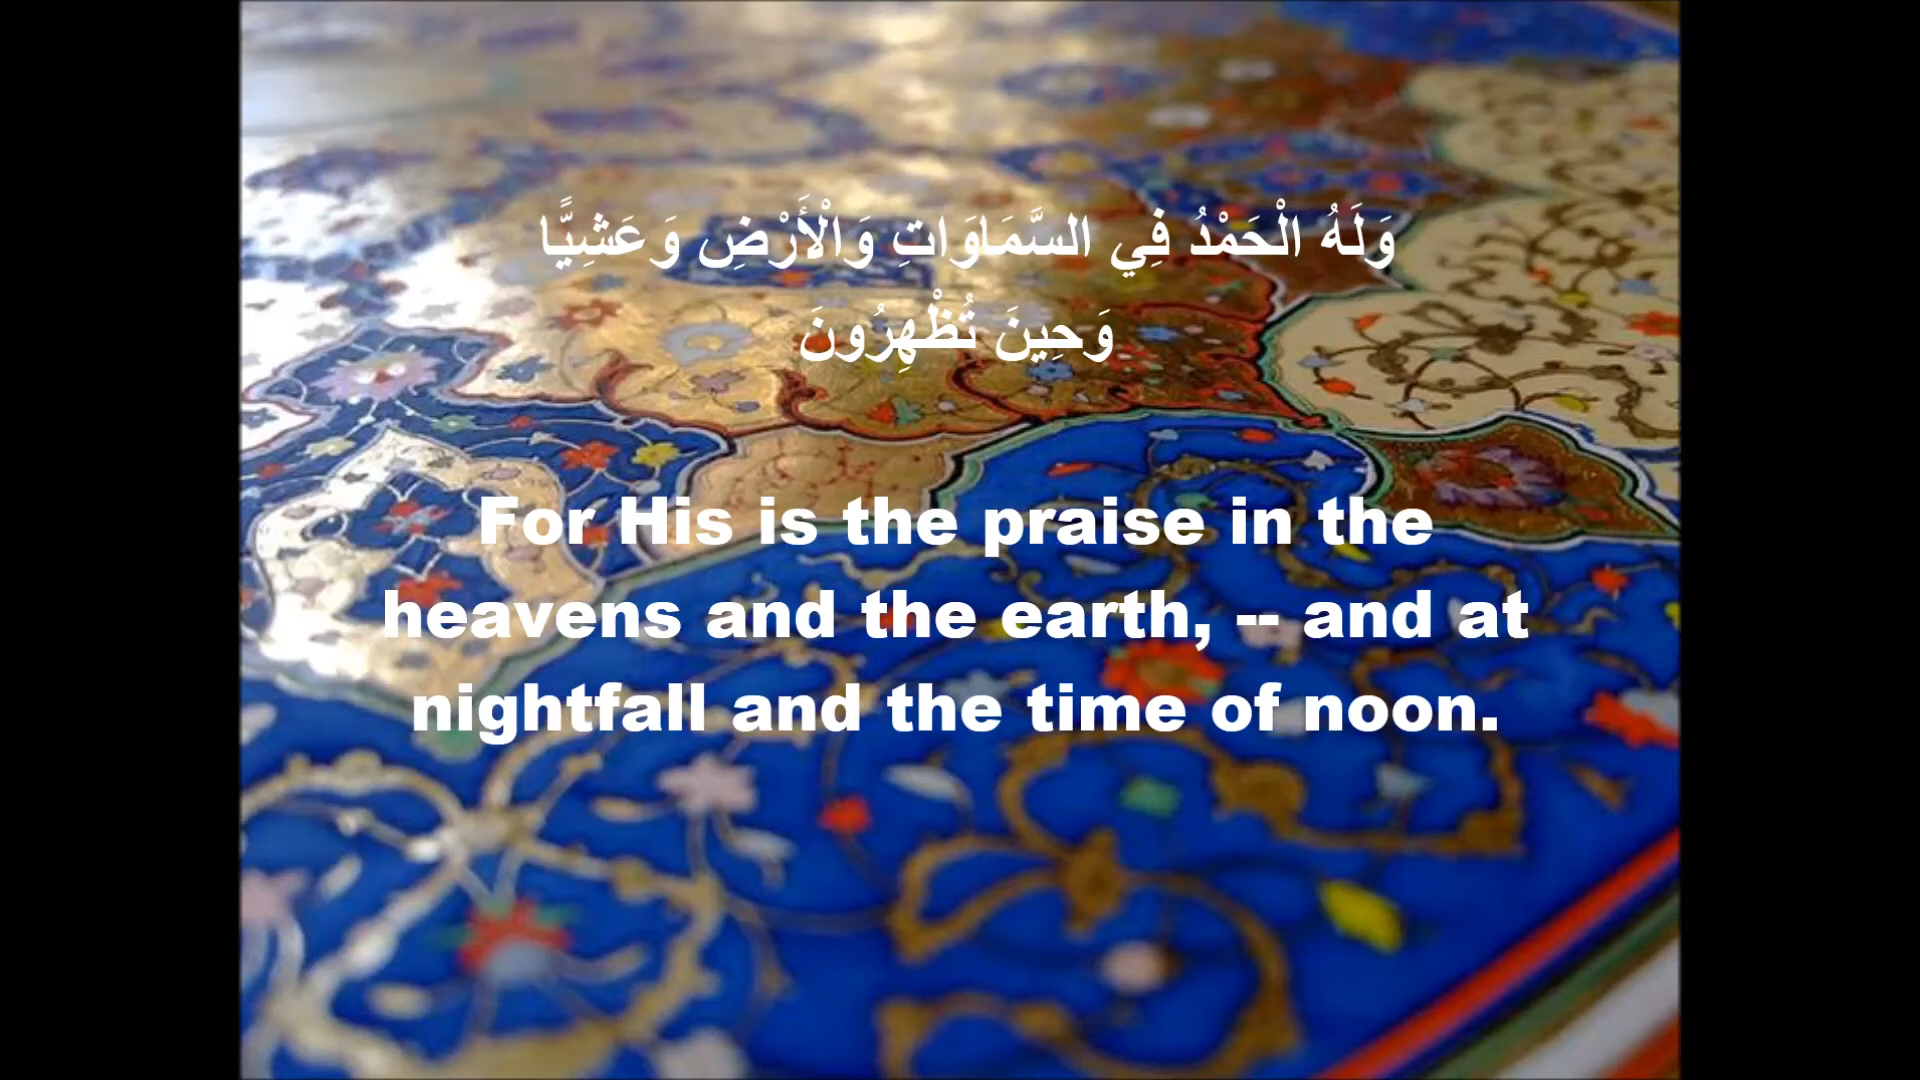 وَلَهُ الْحَمْدُ فِي السَّمَاوَاتِ وَالْأَرْضِ وَعَشِيًّا
وَحِينَ تُظْهِرُونَ
For His is the praise in the
heavens and the earth, -- and at
nightfall and the time of noon.